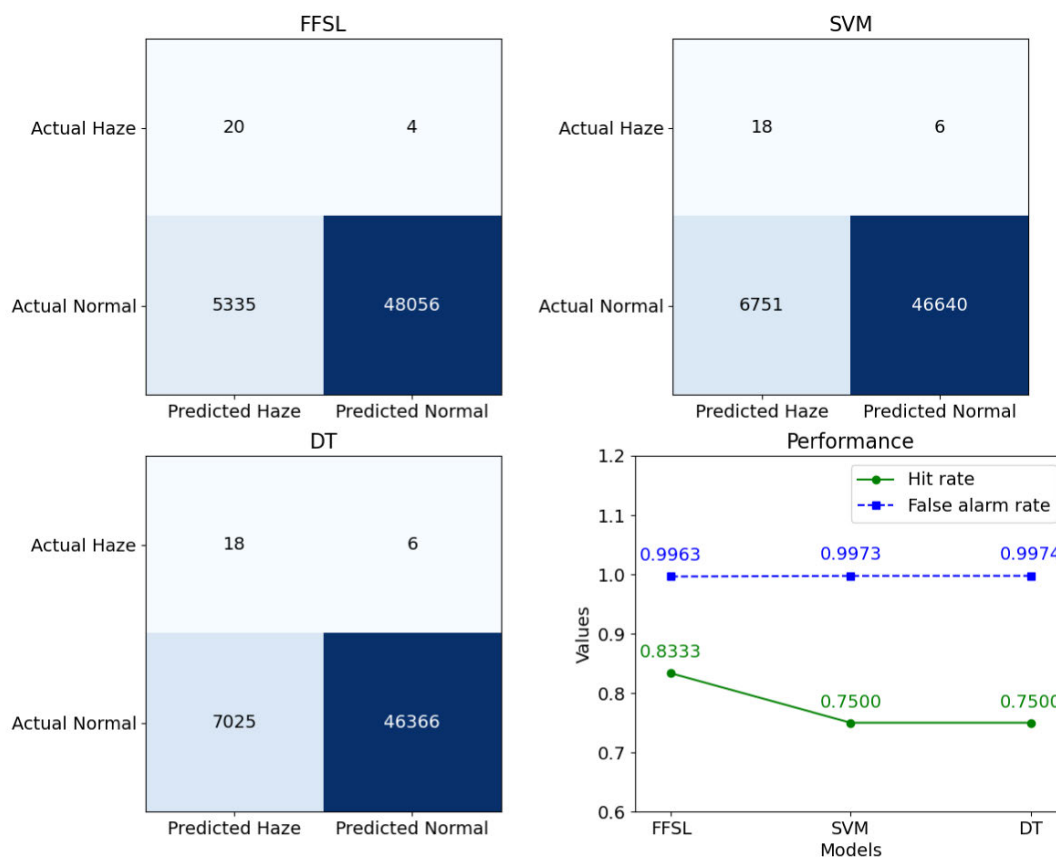 FFSL
Actual Haze
20
4
Actual Normal
5335
48056
Predicted Haze
Predicted Normal
SVM
Actual Haze
18
6
Actual Normal
6751
46640
Predicted Haze
Predicted Normal
DT
Actual Haze
18
6
Actual Normal
7025
46366
Predicted Haze
Predicted Normal
Performance
Hit rate
False alarm rate
1.2
1.1
1.0
0.9
0.8
0.7
0.6
Values
0.9963
0.9973
0.9974
0.8333
0.7500
0.7500
FFSL
SVM
DT
Models